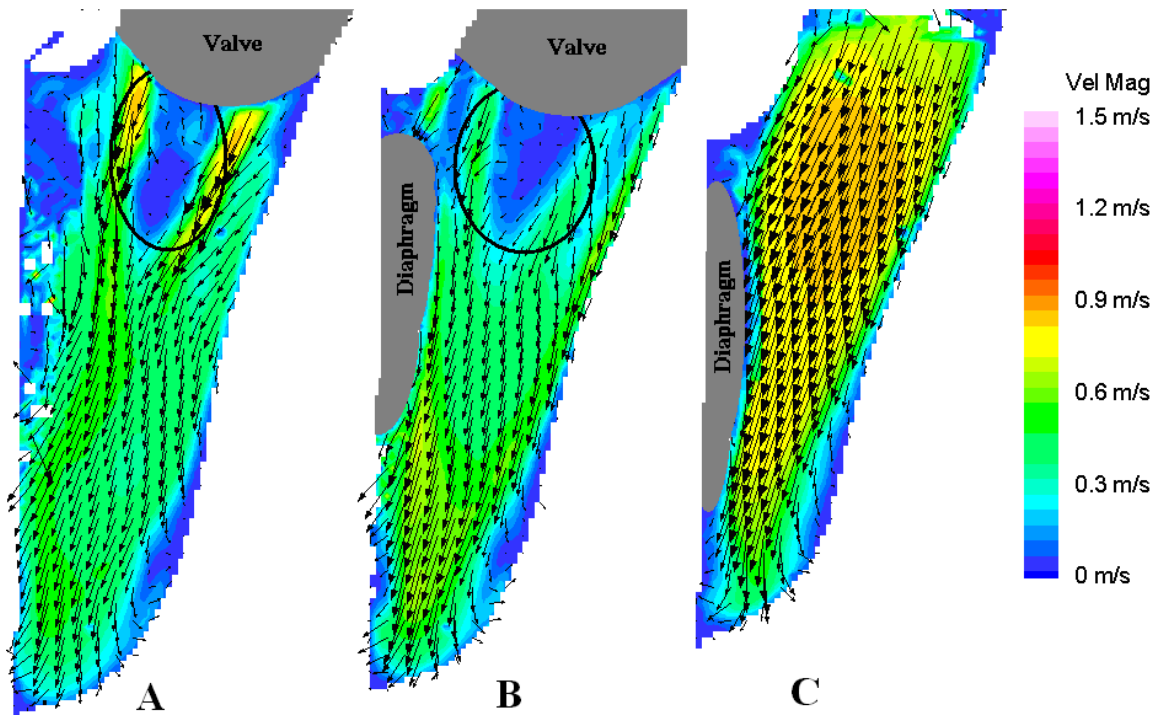 Valve
Valve
Diaphragm
Diaphragm
Vel Mag
1.5 m/s
1.2 m/s
0.9 m/s
0.6 m/s
0.3 m/s
0 m/s
A
B
C